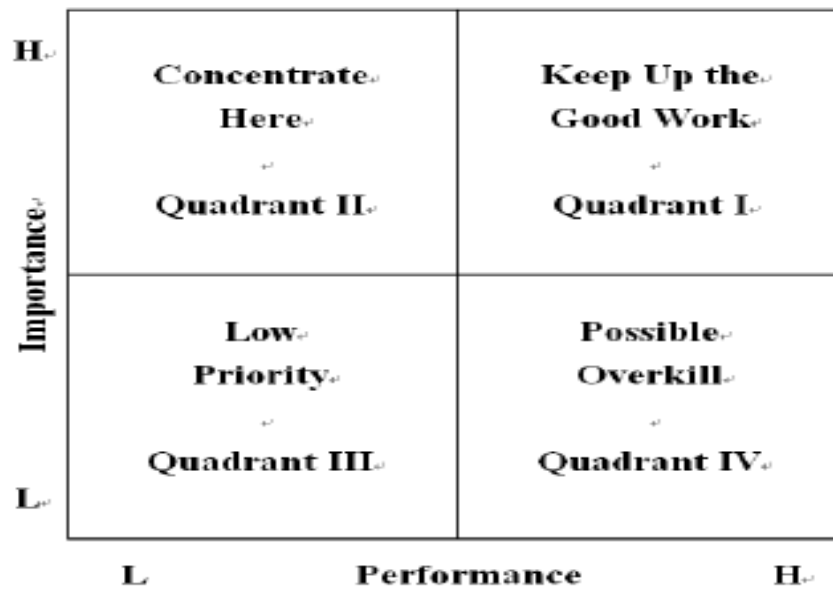 H
Concentrate
Here
Quadrant II
Keep Up the
Good Work
Quadrant I
Importance
Low
Priority
Quadrant III
Possible
Overkill
Quadrant IV
L
L
Performance
H